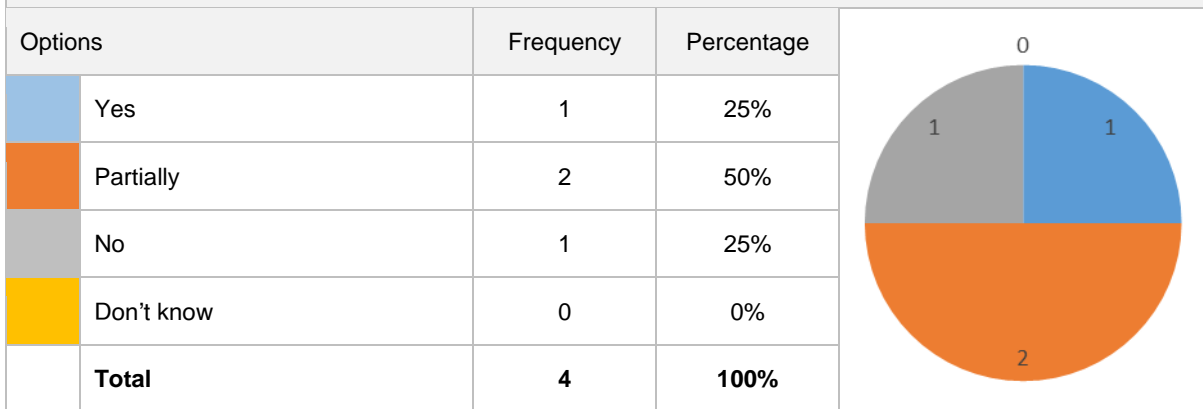 Options Frequency Percentage
Yes 1 25%
Partially 2 50%
No 1 25%
Don’t know 0 0%
Total 4 100%
0
1 1
2